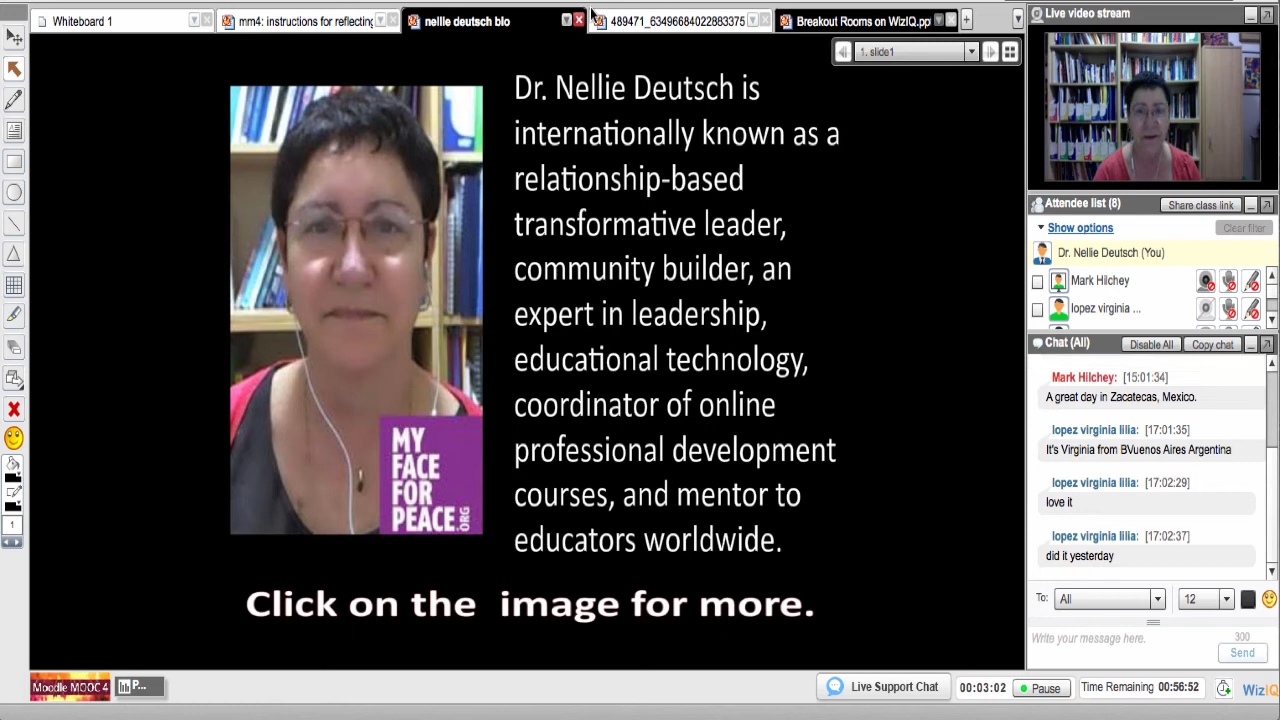 Whiteboard 1
mm4: instructions for reflecting
nellie deutsch bio
489471_63496684022883375
Breakout Rooms on WizIQ.ppt
1. slide1
Dr. Nellie Deutsch is
internationally known as a
relationship-based
transformative leader,
community builder, an
expert in leadership,
educational technology,
coordinator of online
professional development
courses, and mentor to
educators worldwide.
MY
FACE
FOR
PEACE.ORG
Click on the image for more.
Live video stream
Attendee list (8)
Share class link
Show options
Clear filter
Dr. Nellie Deutsch (You)
Mark Hilchey
lopez virginia ...
Chat (All)
Disable All
Copy chat
Mark Hilchey: [15:01:34]
A great day in Zacatecas, Mexico.
lopez virginia lilia: [17:01:35]
It's Virginia from BVuenos Aires Argentina
lopez virginia lilia: [17:02:29]
love it
lopez virginia lilia: [17:02:37]
did it yesterday
To:
All
12
Write your message here.
300
Send
1
Moodle MOOC 4
P...
Live Support Chat
00:03:02
Pause
Time Remaining 00:56:52
WizIQ